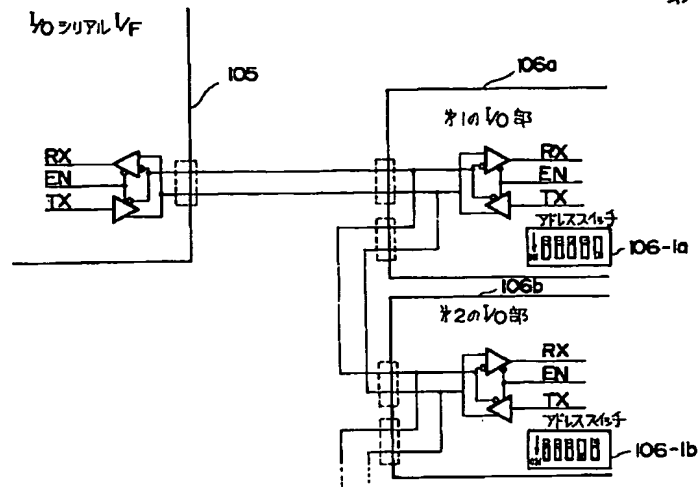 I/O シリアル I/F
105
RX
EN
TX
106a
第1の I/O 部
RX
EN
TX
アドレススイッチ
106-1a
106b
第2の I/O 部
RX
EN
TX
アドレススイッチ
106-1b